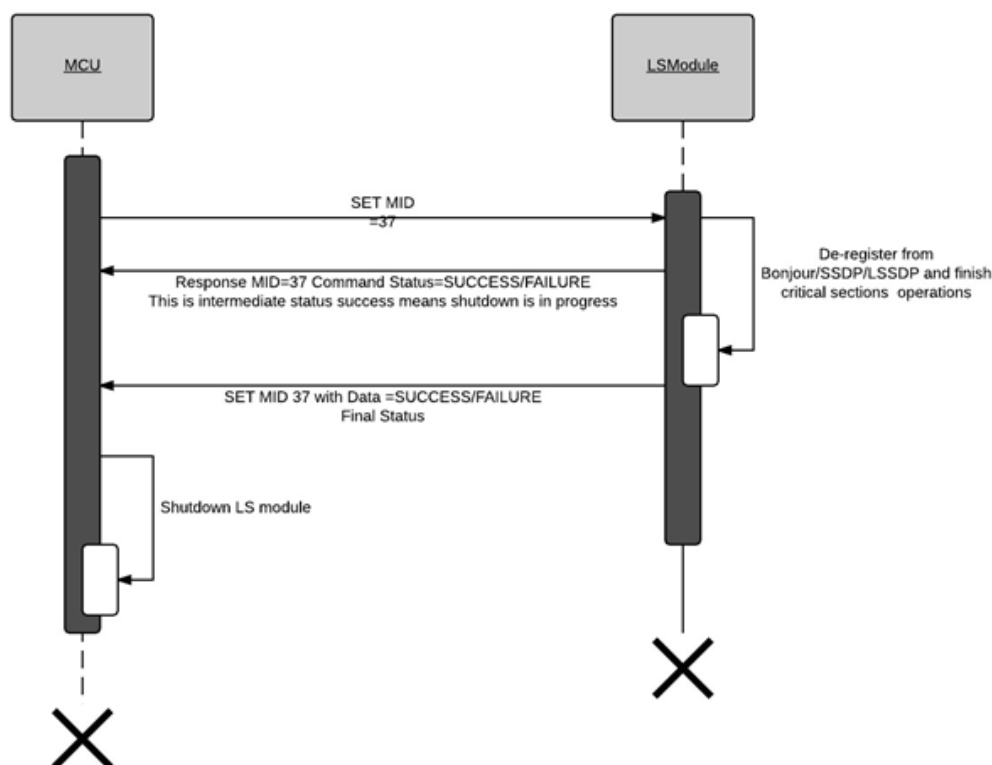 MCU
LSModule
SET MID
=37
De-register from
Bonjour/SSDP/LSSDP and finish
critical sections operations
Response MID=37 Command Status=SUCCESS/FAILURE
This is intermediate status success means shutdown is in progress
SET MID 37 with Data =SUCCESS/FAILURE
Final Status
Shutdown LS module